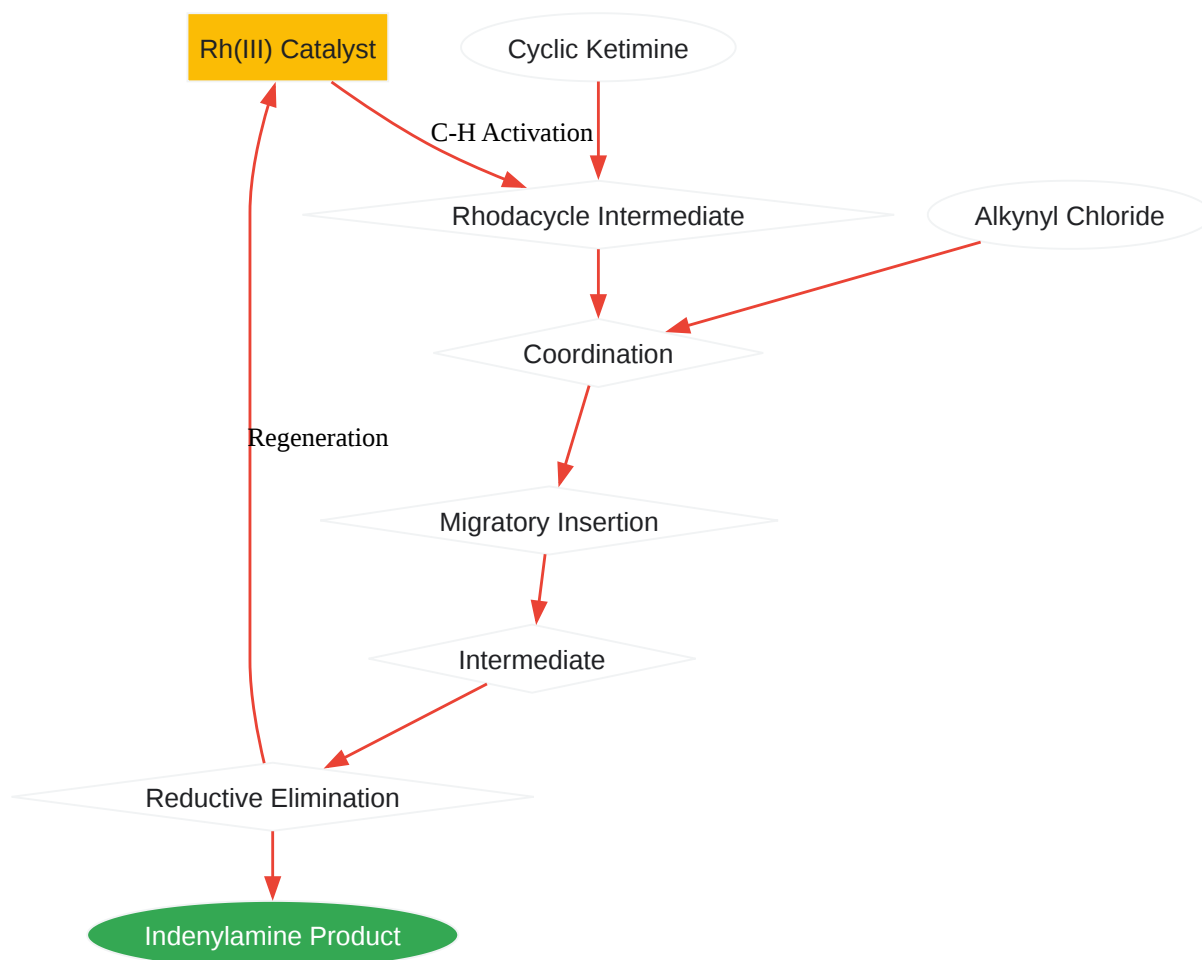 Rh(III) Catalyst
Cyclic Ketimine
C-H Activation
Rhodacycle Intermediate
Alkynyl Chloride
Coordination
Regeneration
Migratory Insertion
Intermediate
Reductive Elimination
Indenylamine Product